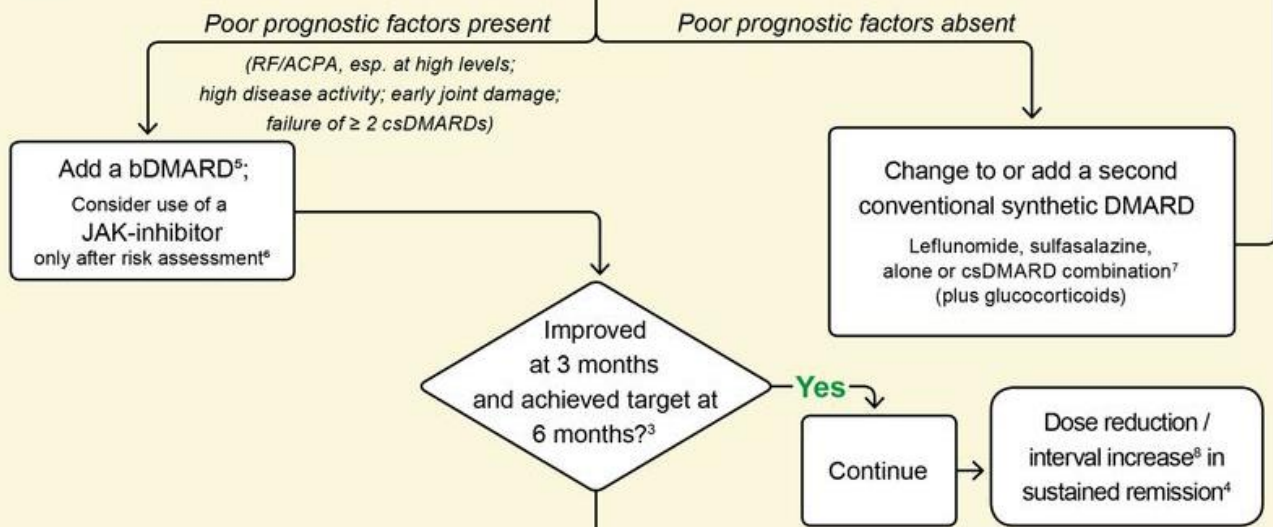 Poor prognostic factors present
Poor prognostic factors absent
(RF/ACPA, esp. at high levels;
high disease activity; early joint damage;
failure of ≥ 2 csDMARDs)
Add a bDMARD⁵;
Consider use of a
JAK-inhibitor
only after risk assessment⁶
Change to or add a second
conventional synthetic DMARD
Leflunomide, sulfasalazine,
alone or csDMARD combination⁷
(plus glucocorticoids)
Improved
at 3 months
and achieved target at
6 months?³
Yes
Continue
Dose reduction /
interval increase⁸ in
sustained remission⁴